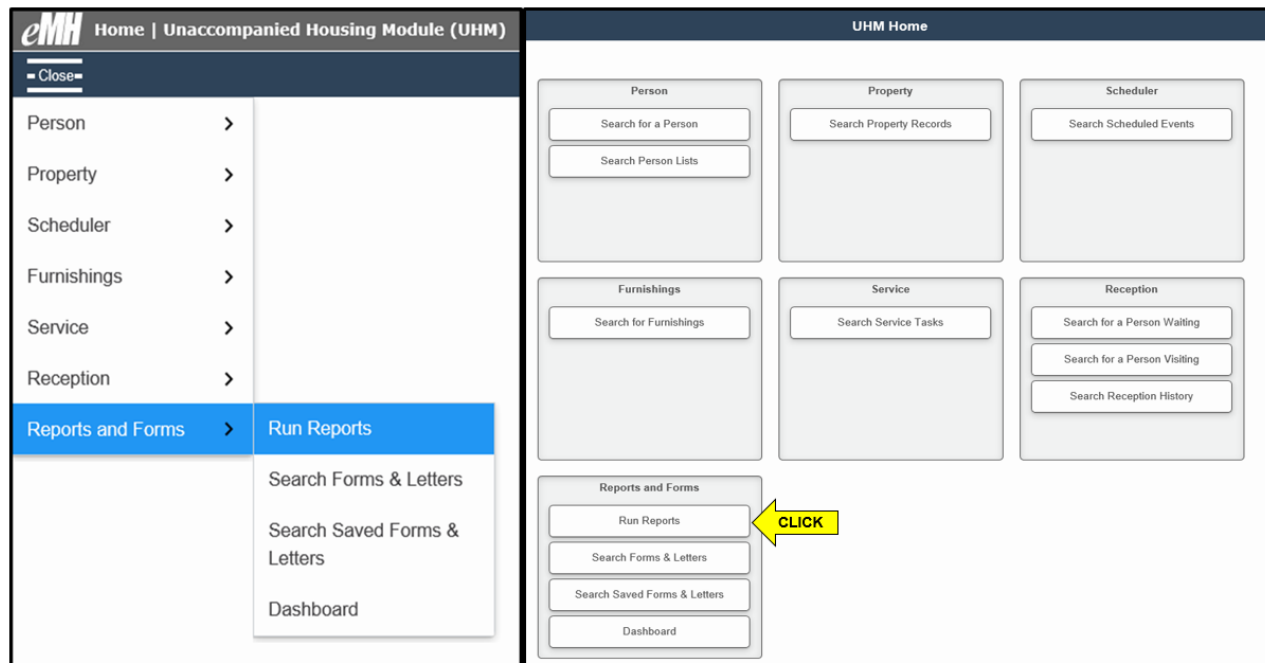 eMH Home | Unaccompanied Housing Module (UHM)
Close
Person
Property
Scheduler
Furnishings
Service
Reception
Reports and Forms
Run Reports
Search Forms & Letters
Search Saved Forms &
Letters
Dashboard
UHM Home
Person
Search for a Person
Search Person Lists
Property
Search Property Records
Scheduler
Search Scheduled Events
Furnishings
Search for Furnishings
Service
Search Service Tasks
Reception
Search for a Person Waiting
Search for a Person Visiting
Search Reception History
Reports and Forms
Run Reports
CLICK
Search Forms & Letters
Search Saved Forms & Letters
Dashboard